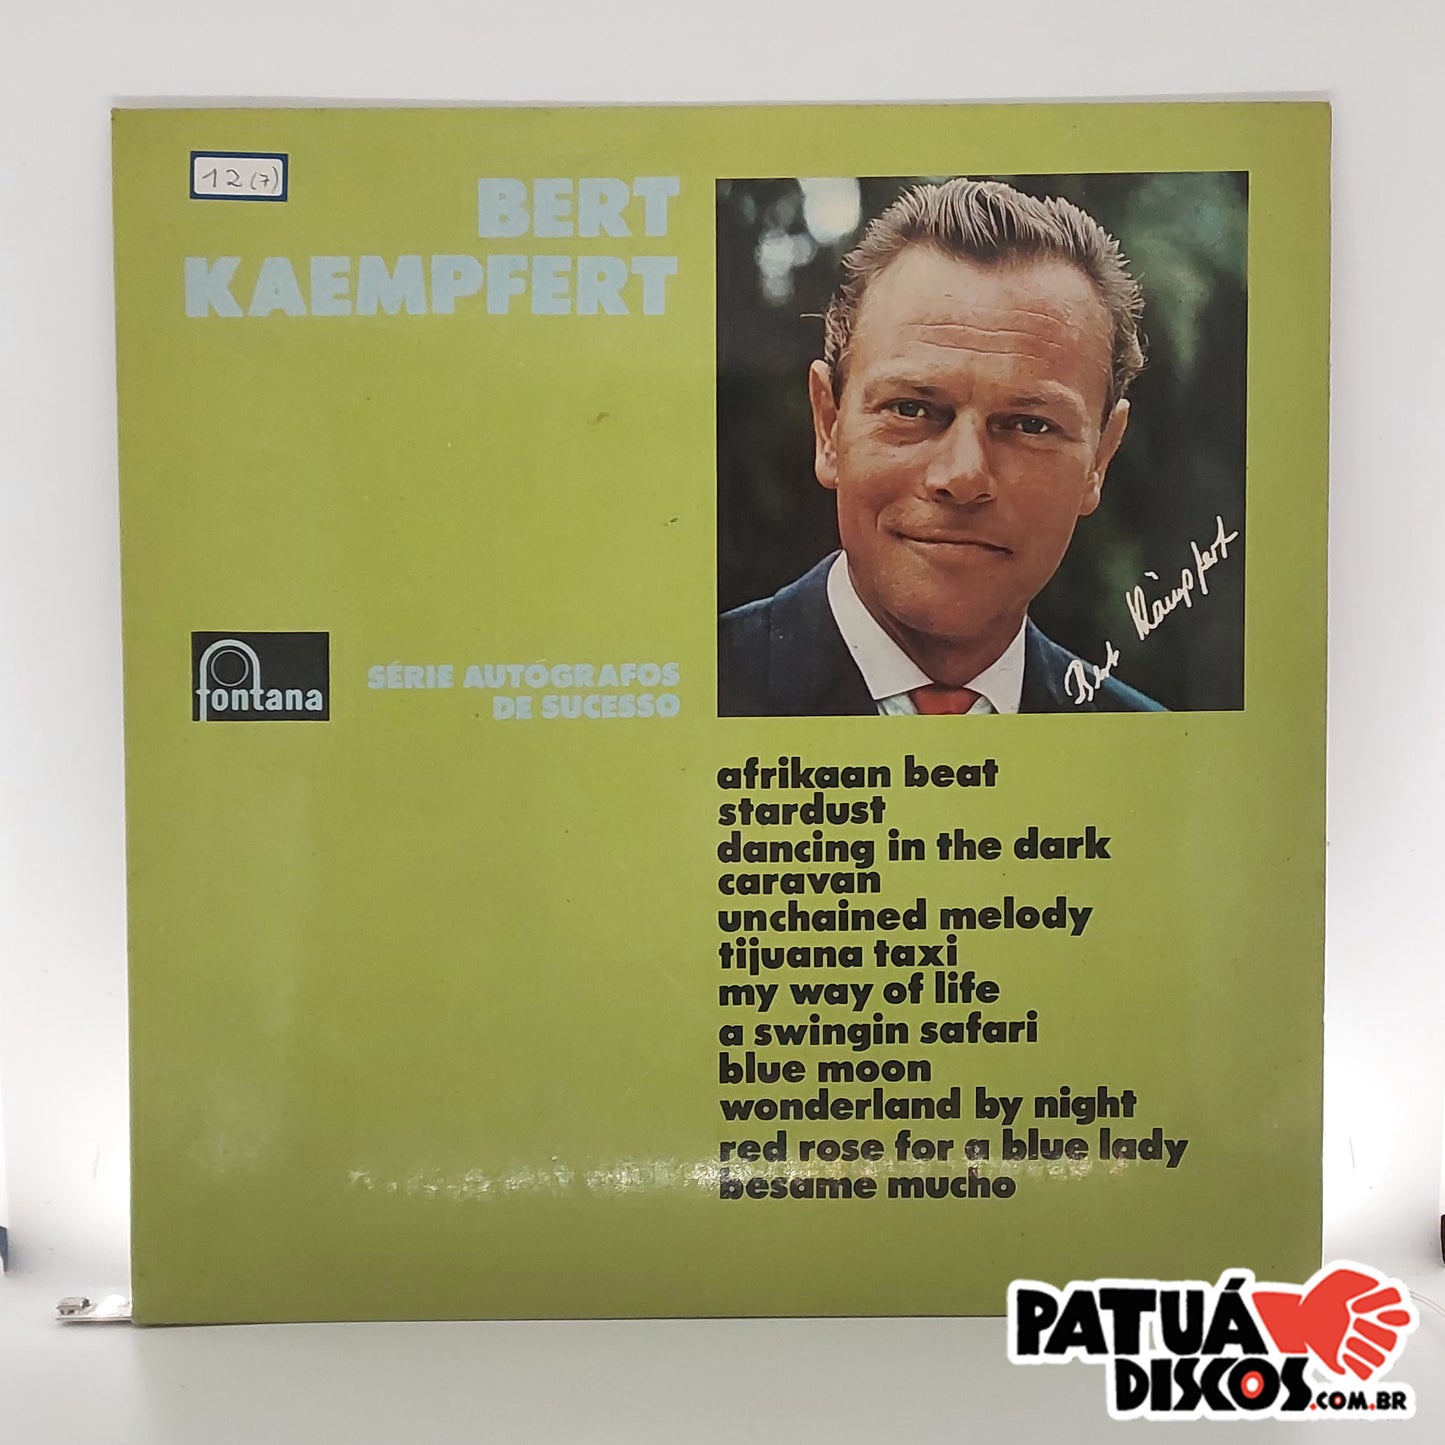 12(7)
BERT
KAEMPFERT
Bert Kämpfert
fontana
SÉRIE AUTÓGRAFOS
DE SUCESSO
afrikaan beat
stardust
dancing in the dark
caravan
unchained melody
tijuana taxi
my way of life
a swingin safari
blue moon
wonderland by night
red rose for a blue lady
besame mucho
PATUÁ
DISCOS.COM.BR